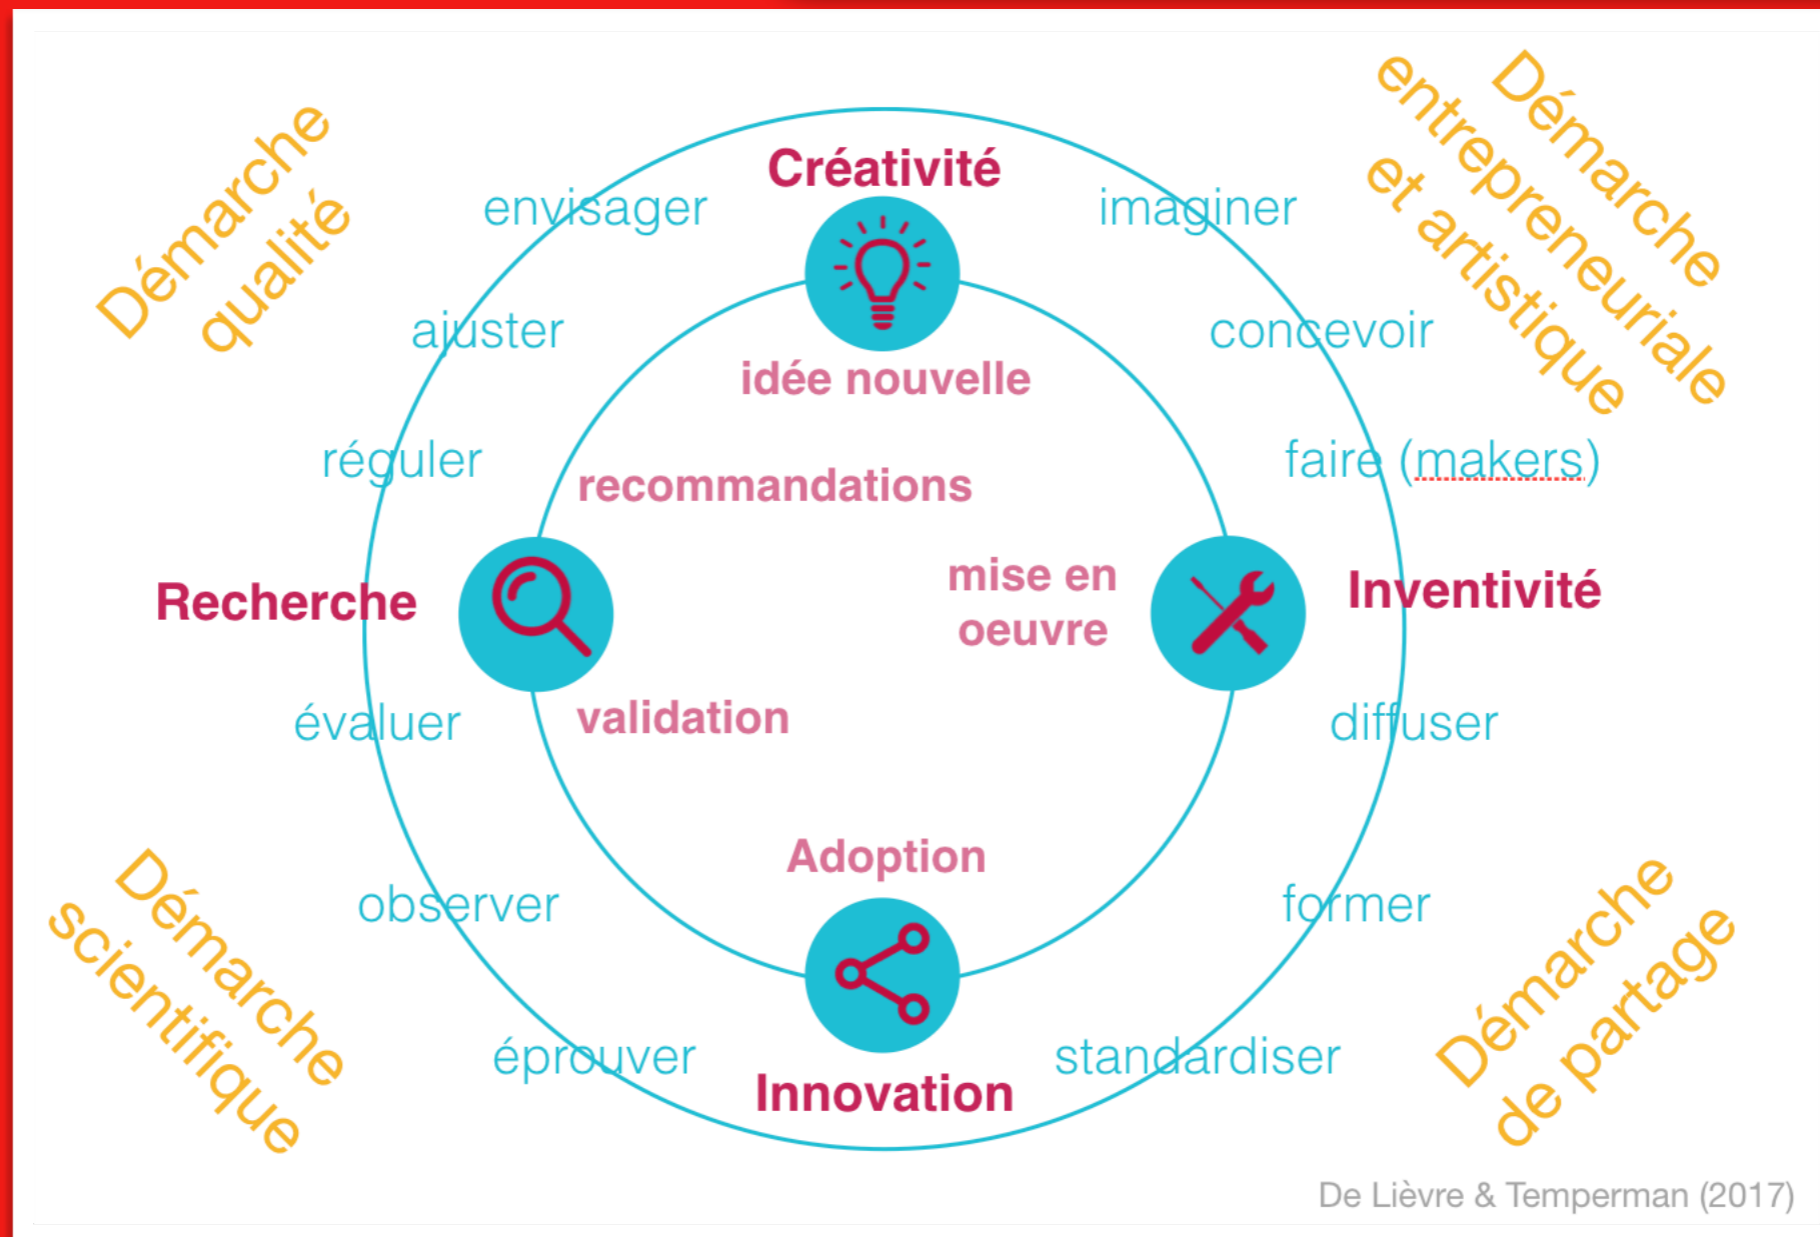 Démarche
qualité
Démarche
entrepreneuriale
et artistique
Créativité
envisager
imaginer
ajuster
concevoir
idée nouvelle
réguler
faire (makers)
recommandations
Recherche
mise en
oeuvre
Inventivité
évaluer
validation
diffuser
Adoption
observer
former
Démarche
scientifique
Démarche
de partage
éprouver
standardiser
Innovation
De Lièvre & Temperman (2017)